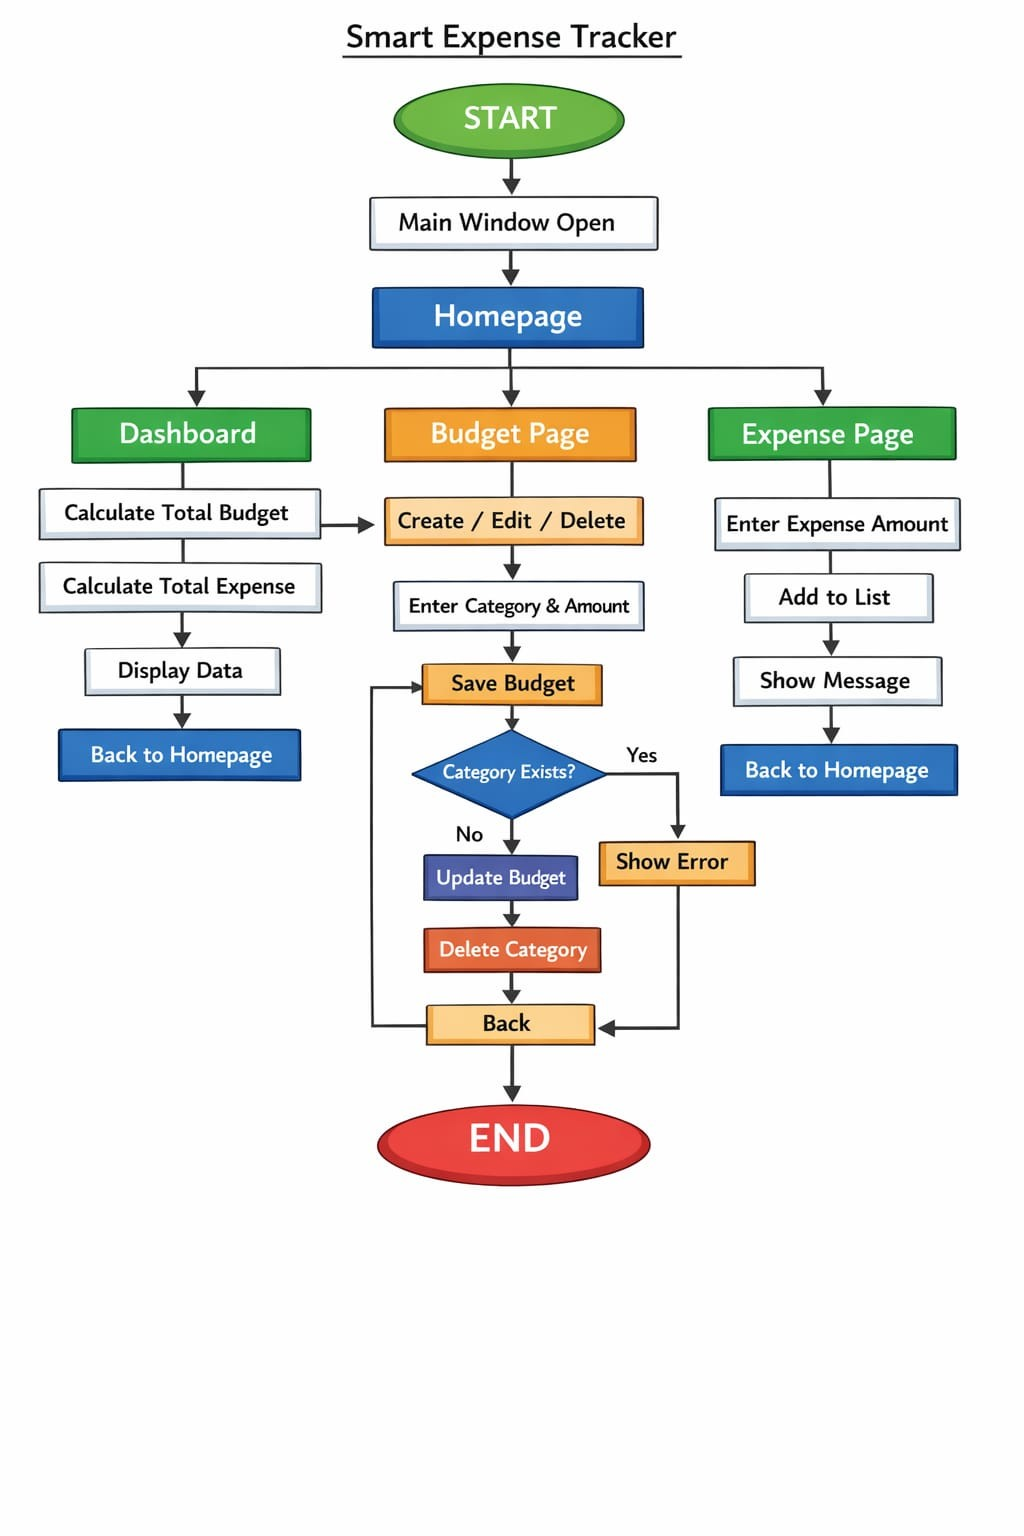 Smart Expense Tracker
START
Main Window Open
Homepage
Dashboard
Calculate Total Budget
Calculate Total Expense
Display Data
Back to Homepage
Budget Page
Create / Edit / Delete
Enter Category & Amount
Save Budget
Category Exists?
Yes
No
Show Error
Update Budget
Delete Category
Back
END
Expense Page
Enter Expense Amount
Add to List
Show Message
Back to Homepage